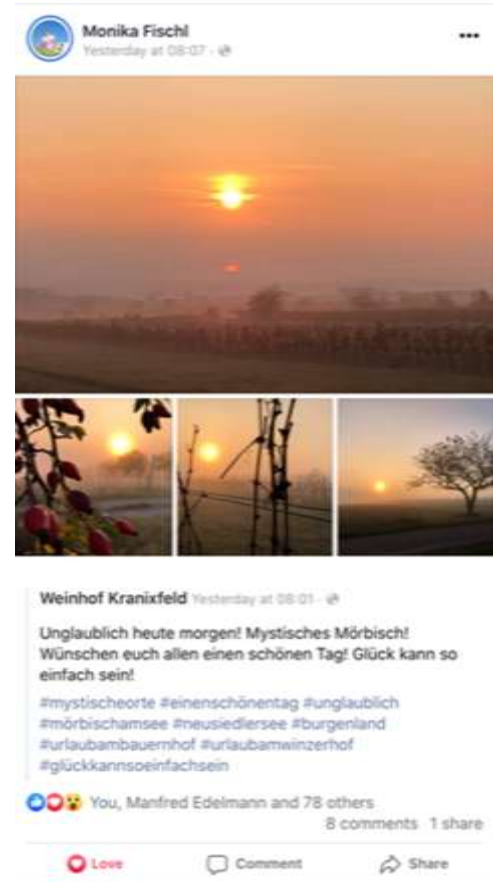 Monika Fischl
Yesterday at 08:07
Weinhof Kranixfeld Yesterday at 08:01
Unglaublich heute morgen! Mystisches Mörbisch!
Wünschen euch allen einen schönen Tag! Glück kann so
einfach sein!
#mystischeorte #einenschönentag #unglaublich
#mörbischamsee #neusiedlersee #burgenland
#urlaubambauernhof #urlaubamwinzerhof
#glückkannsoeinfachsein
You, Manfred Edelmann and 78 others
8 comments 1 share
Love Comment Share